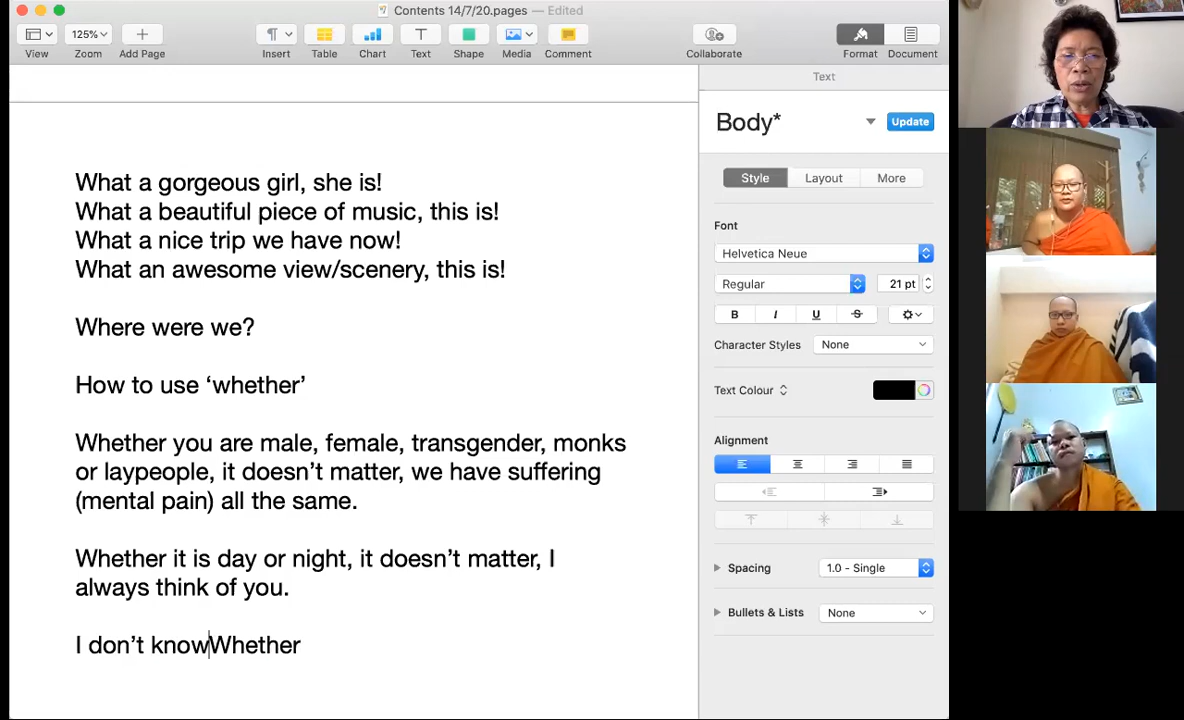 Contents 14/7/20.pages — Edited
125%
View
Zoom
Add Page
Insert
Table
Chart
Text
Shape
Media
Comment
Collaborate
Format
Document
Text
Body*
Update
Style
Layout
More
Font
Helvetica Neue
Regular
21 pt
B I U S
Character Styles
None
Text Colour
Alignment
Spacing
1.0 - Single
Bullets & Lists
None
What a gorgeous girl, she is!
What a beautiful piece of music, this is!
What a nice trip we have now!
What an awesome view/scenery, this is!
Where were we?
How to use ‘whether’
Whether you are male, female, transgender, monks
or laypeople, it doesn’t matter, we have suffering
(mental pain) all the same.
Whether it is day or night, it doesn’t matter, I
always think of you.
I don’t knowWhether